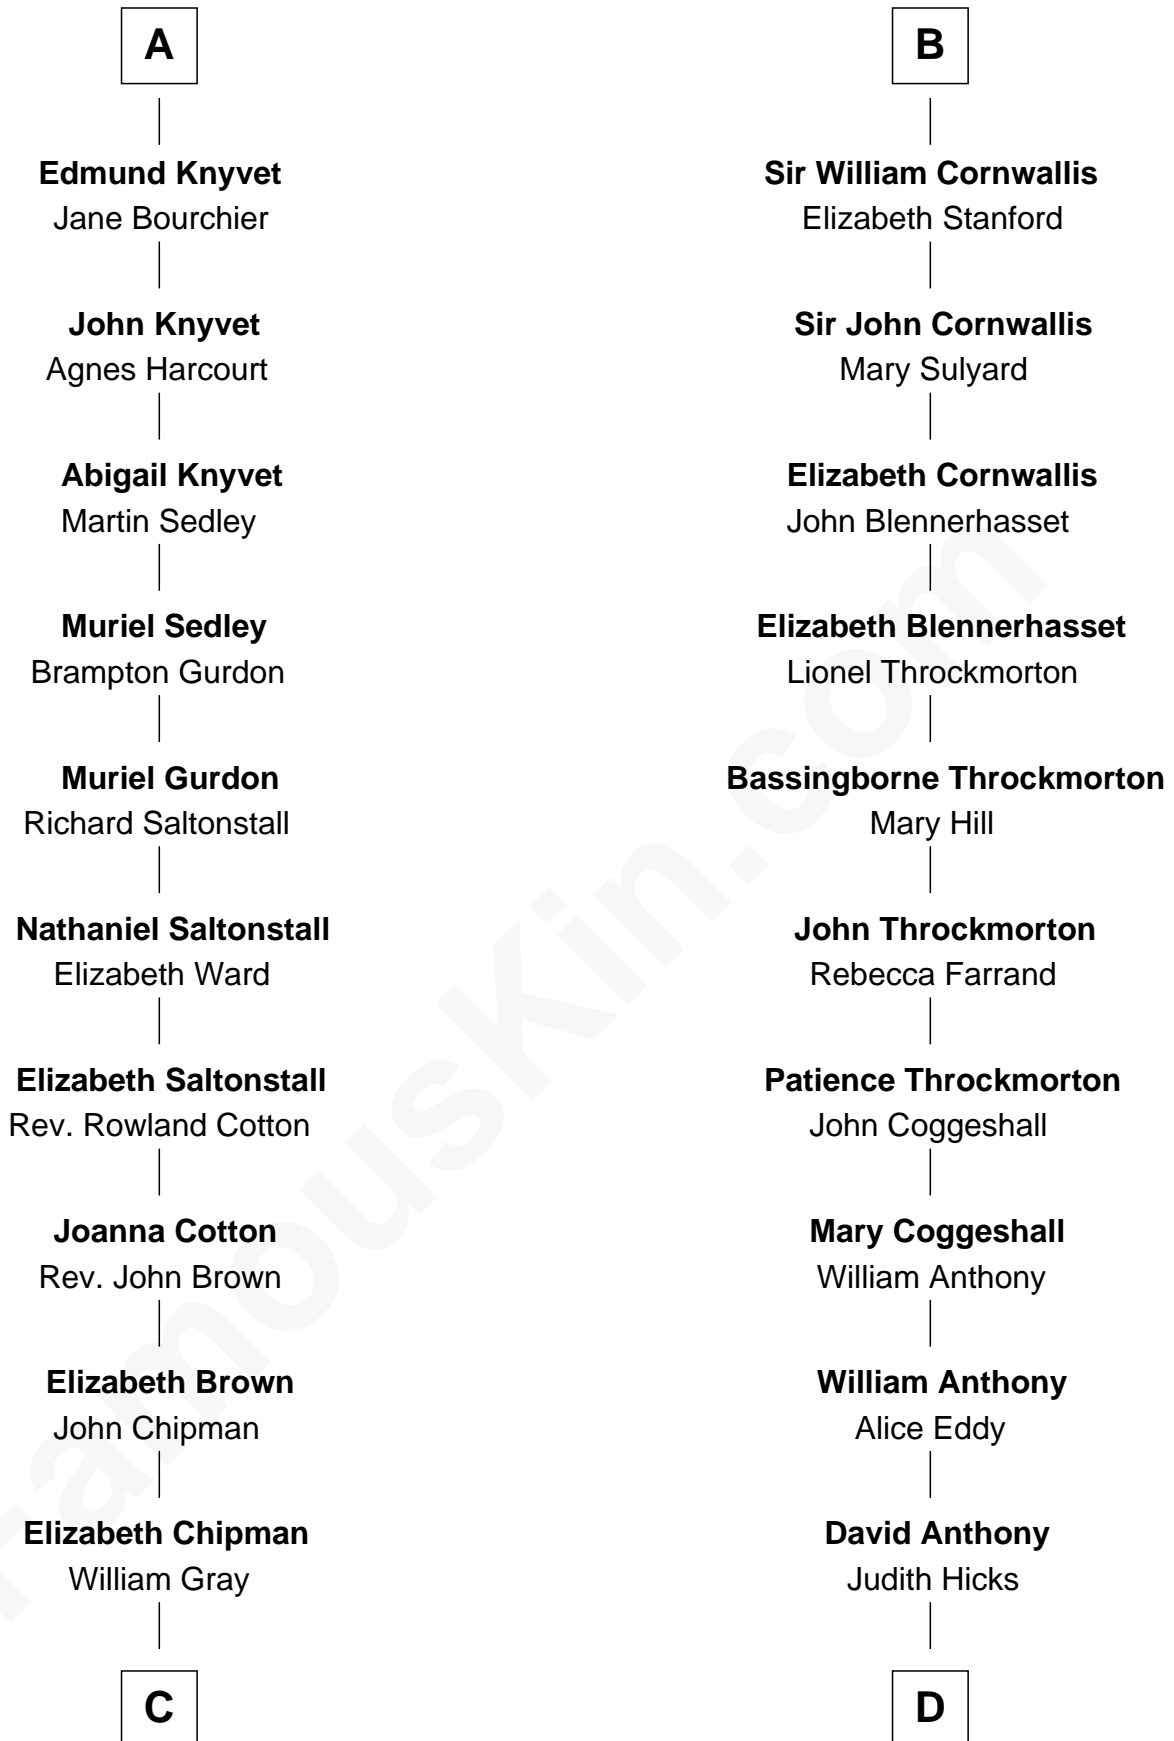 A
Edmund Knyvet
Jane Bourchier
John Knyvet
Agnes Harcourt
Abigail Knyvet
Martin Sedley
Muriel Sedley
Brampton Gurdon
Muriel Gurdon
Richard Saltonstall
Nathaniel Saltonstall
Elizabeth Ward
Elizabeth Saltonstall
Rev. Rowland Cotton
Joanna Cotton
Rev. John Brown
Elizabeth Brown
John Chipman
Elizabeth Chipman
William Gray
C
B
Sir William Cornwallis
Elizabeth Stanford
Sir John Cornwallis
Mary Sulyard
Elizabeth Cornwallis
John Blennerhasset
Elizabeth Blennerhasset
Lionel Throckmorton
Bassingborne Throckmorton
Mary Hill
John Throckmorton
Rebecca Farrand
Patience Throckmorton
John Coggeshall
Mary Coggeshall
William Anthony
William Anthony
Alice Eddy
David Anthony
Judith Hicks
D
FamousKin.com